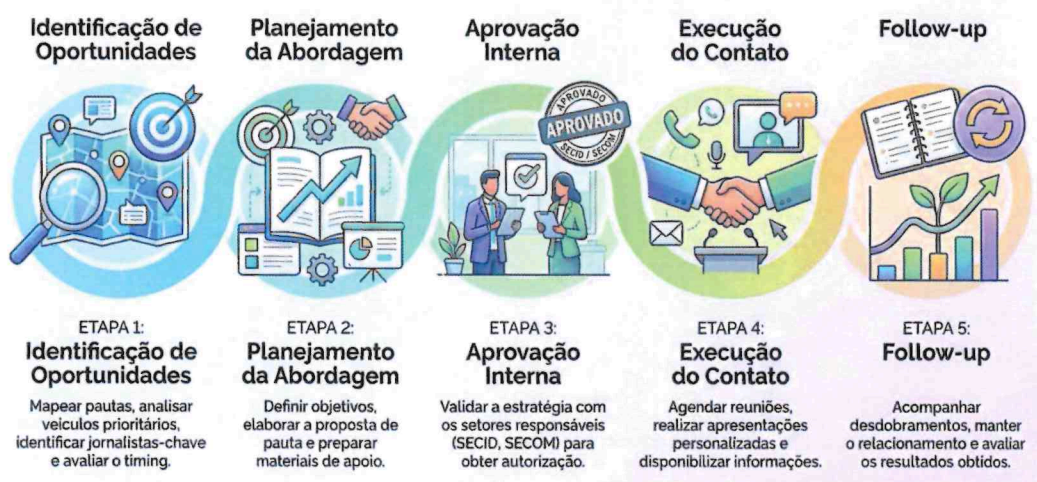 Identificação de
Oportunidades
Planejamento
da Abordagem
Aprovação
Interna
Execução
do Contato
Follow-up
APROVADO
APROVADO
SECID / SECOM
ETAPA 1:
Identificação de
Oportunidades
Mapear pautas, analisar
veículos prioritários,
identificar jornalistas-chave
e avaliar o timing.
ETAPA 2:
Planejamento
da Abordagem
Definir objetivos,
elaborar a proposta de
pauta e preparar
materiais de apoio.
ETAPA 3:
Aprovação
Interna
Validar a estratégia com
os setores responsáveis
(SECID, SECOM) para
obter autorização.
ETAPA 4:
Execução
do Contato
Agendar reuniões,
realizar apresentações
personalizadas e
disponibilizar informações.
ETAPA 5:
Follow-up
Acompanhar
desdobramentos, manter
o relacionamento e avaliar
os resultados obtidos.